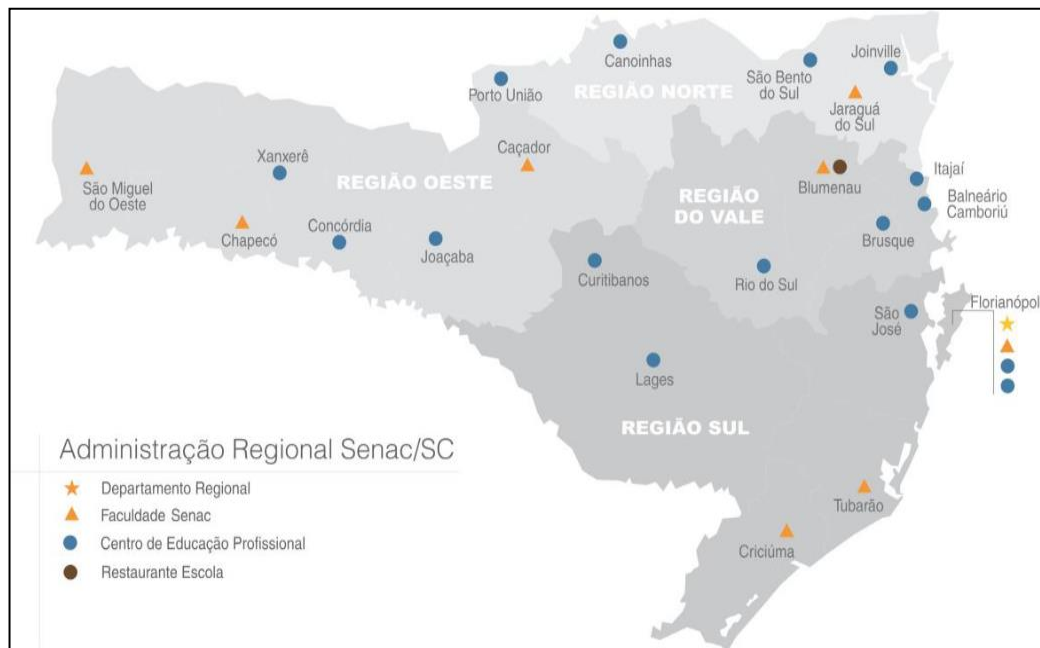 Canoinhas
Joinville
São Bento
do Sul
Porto União
REGIÃO NORTE
Jaraguá
do Sul
Caçador
Xanxerê
São Miguel
do Oeste
REGIÃO OESTE
Blumenau
Itajaí
REGIÃO
DO VALE
Balneário
Camboriú
Chapecó
Concórdia
Joaçaba
Brusque
Curitibanos
Rio do Sul
São
José
Florianópol
Lages
REGIÃO SUL
Tubarão
Criciúma
Administração Regional Senac/SC
Departamento Regional
Faculdade Senac
Centro de Educação Profissional
Restaurante Escola